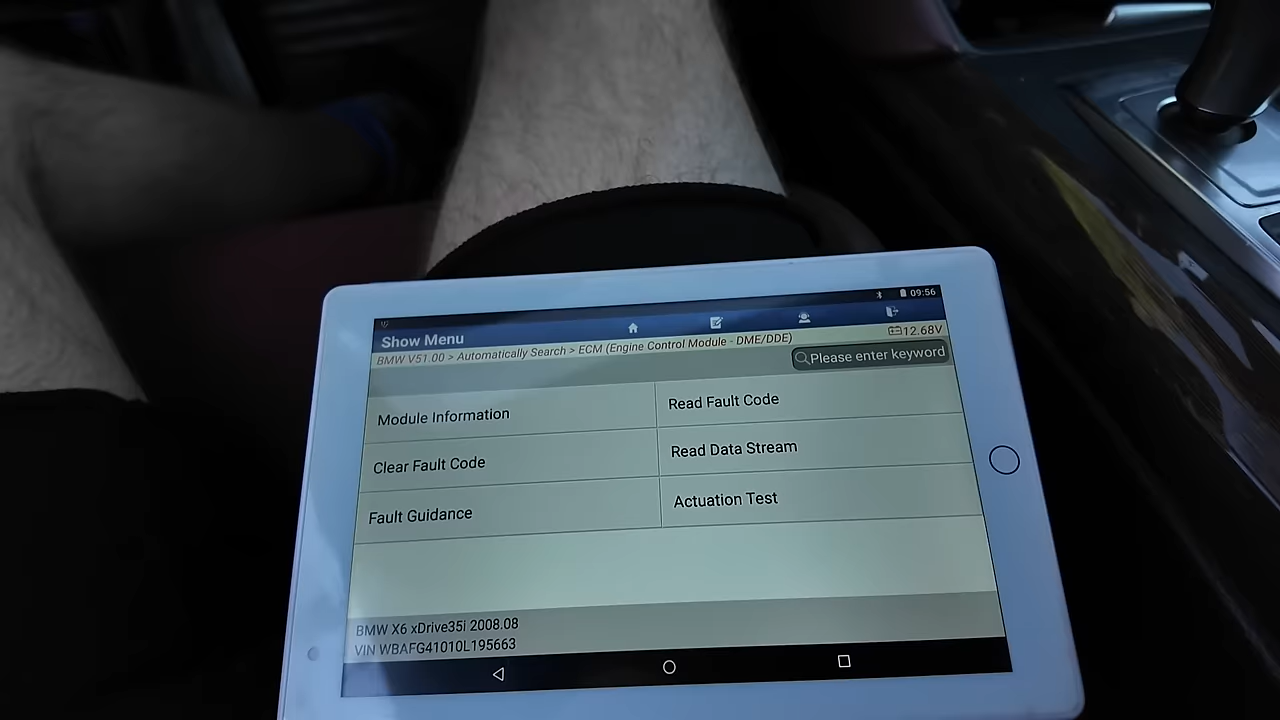 09:56
Show Menu
BMW V51.00 > Automatically Search > ECM (Engine Control Module - DME/DDE)
12.68V
Please enter keyword
Module Information
Read Fault Code
Clear Fault Code
Read Data Stream
Fault Guidance
Actuation Test
BMW X6 xDrive35i 2008.08
VIN WBAFG41010L195663